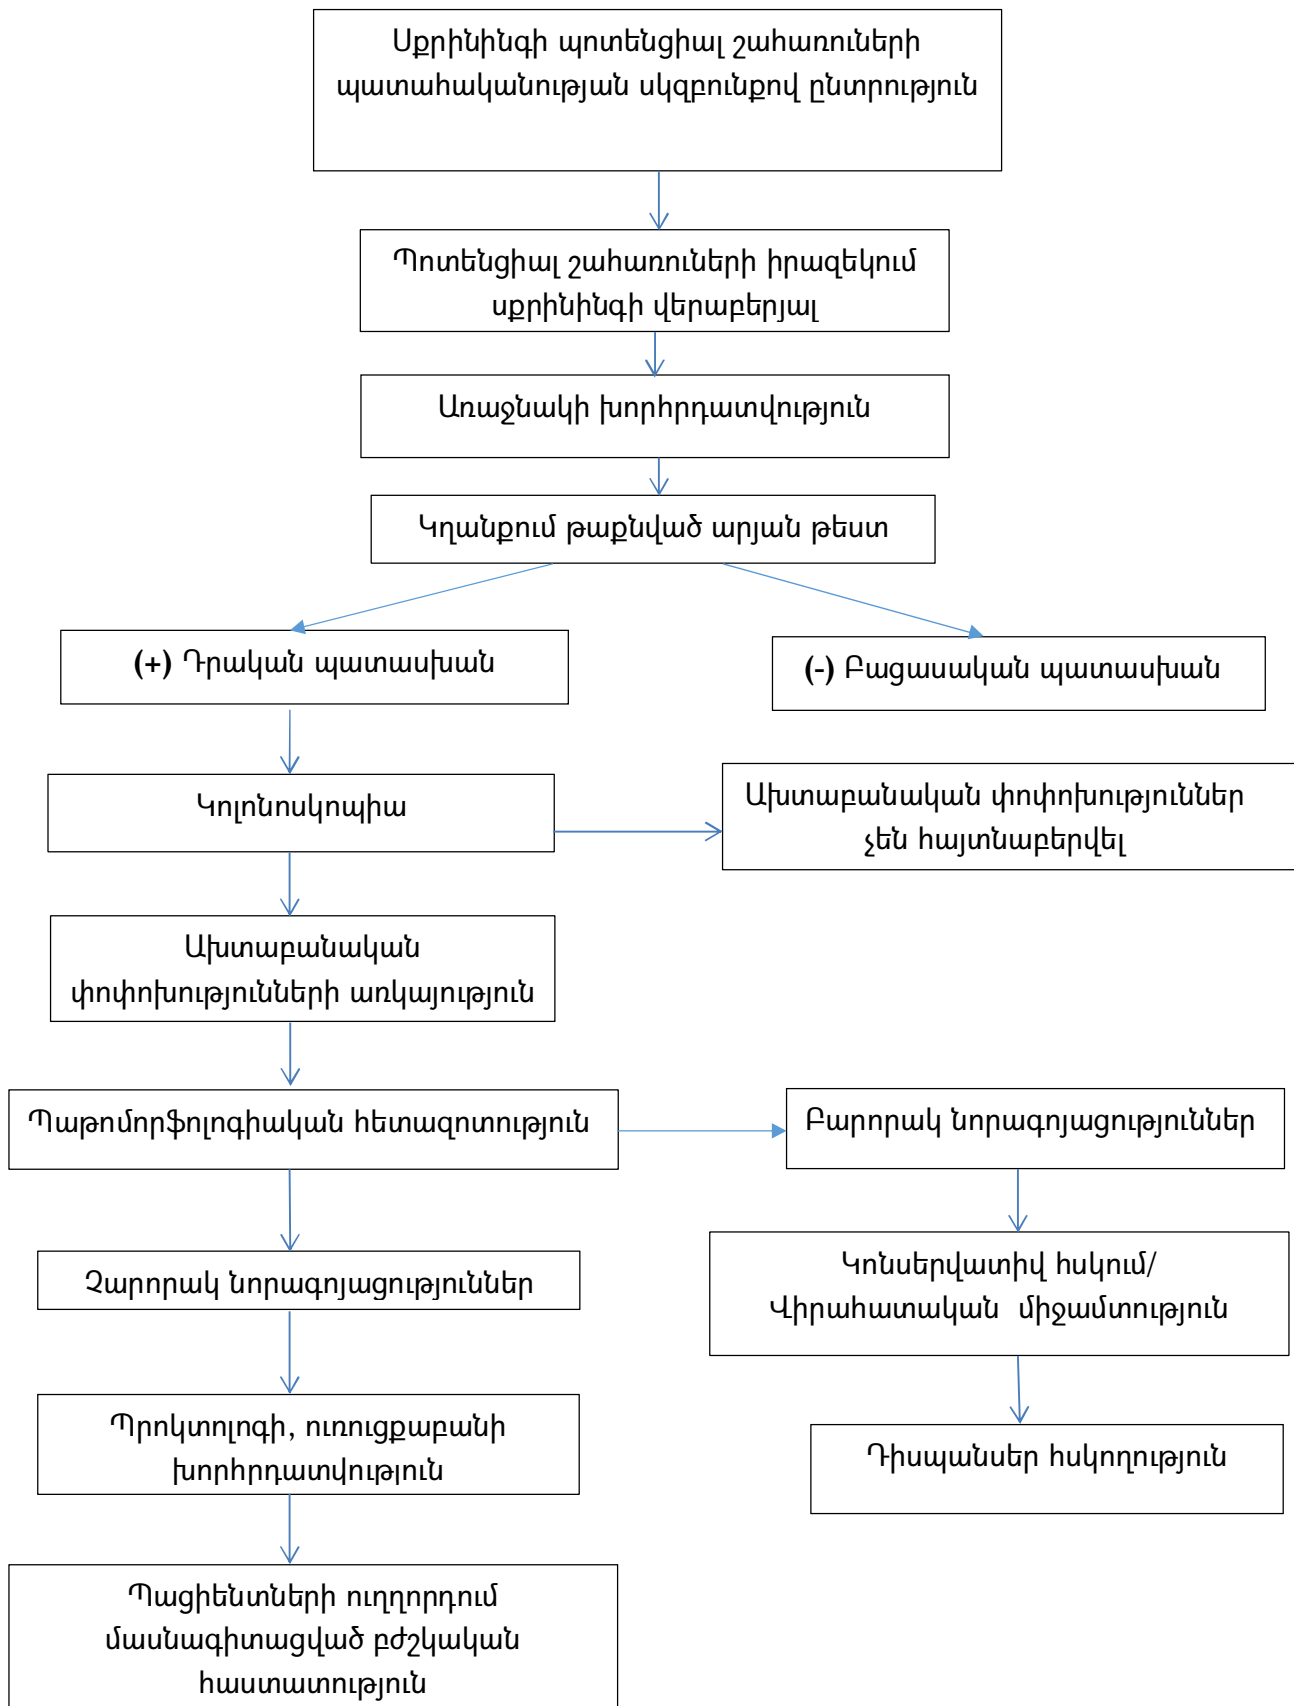 Սքրինինգի պոտենցիալ շահառուների
պատահականության սկզբունքով ընտրություն
Պոտենցիալ շահառուների իրազեկում
սքրինինգի վերաբերյալ
Առաջնակի խորհրդատվություն
Կղանքում թաքնված արյան թեստ
(+) Դրական պատասխան
(-) Բացասական պատասխան
Կոլոնոսկոպիա
Ախտաբանական փոփոխություններ
չեն հայտնաբերվել
Ախտաբանական
փոփոխությունների առկայություն
Պաթոմորֆոլոգիական հետազոտություն
Բարորակ նորագոյացություններ
Չարորակ նորագոյացություններ
Կոնսերվատիվ հսկում/
Վիրահատական միջամտություն
Պրոկտոլոգի, ուռուցքաբանի
խորհրդատվություն
Դիսպանսեր հսկողություն
Պացիենտների ուղղորդում
մասնագիտացված բժշկական
հաստատություն